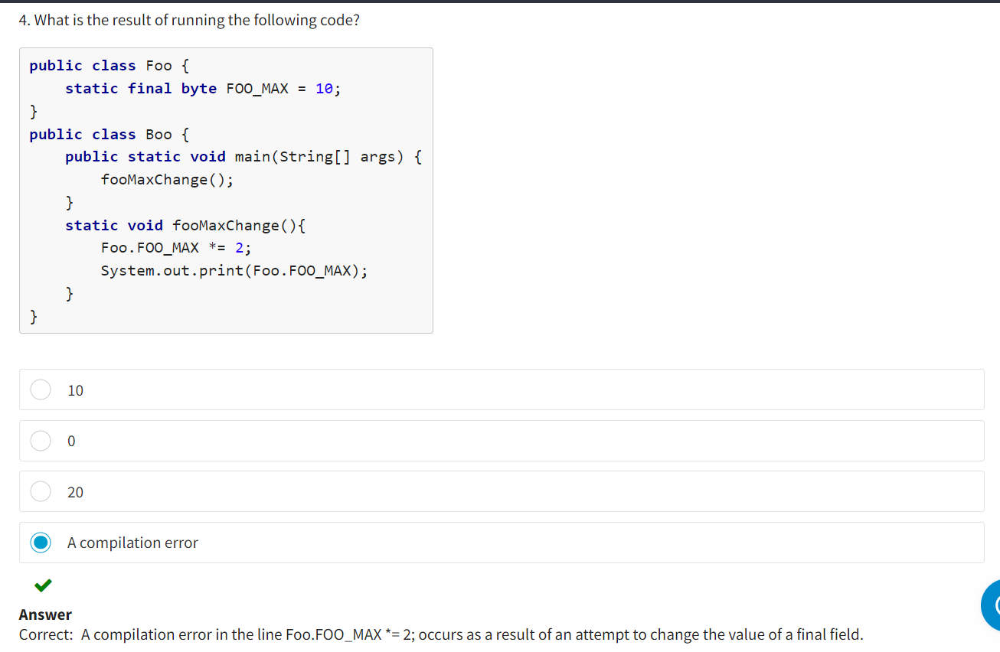 4. What is the result of running the following code?
public class Foo {
    static final byte FOO_MAX = 10;
}
public class Boo {
    public static void main(String[] args) {
        fooMaxChange();
    }
    static void fooMaxChange(){
        Foo.FOO_MAX *= 2;
        System.out.print(Foo.FOO_MAX);
    }
}
10
0
20
A compilation error
Answer
Correct:  A compilation error in the line Foo.FOO_MAX *= 2; occurs as a result of an attempt to change the value of a final field.